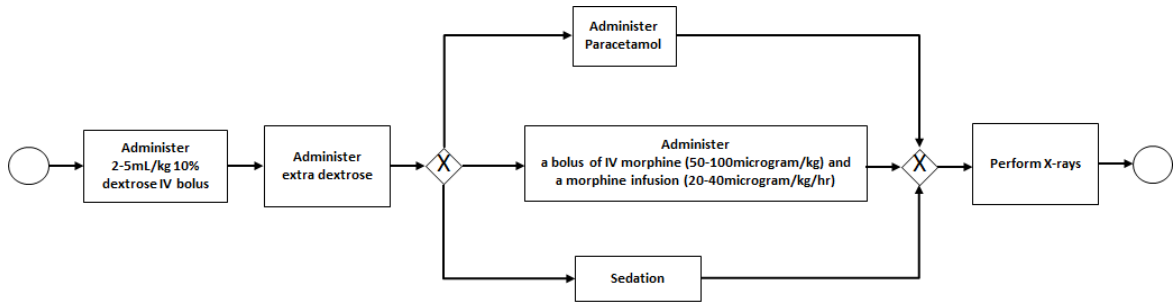 Administer
2-5mL/kg 10%
dextrose IV bolus
Administer
extra dextrose
X
Administer
Paracetamol
Administer
a bolus of IV morphine (50-100microgram/kg) and
a morphine infusion (20-40microgram/kg/hr)
Sedation
X
Perform X-rays